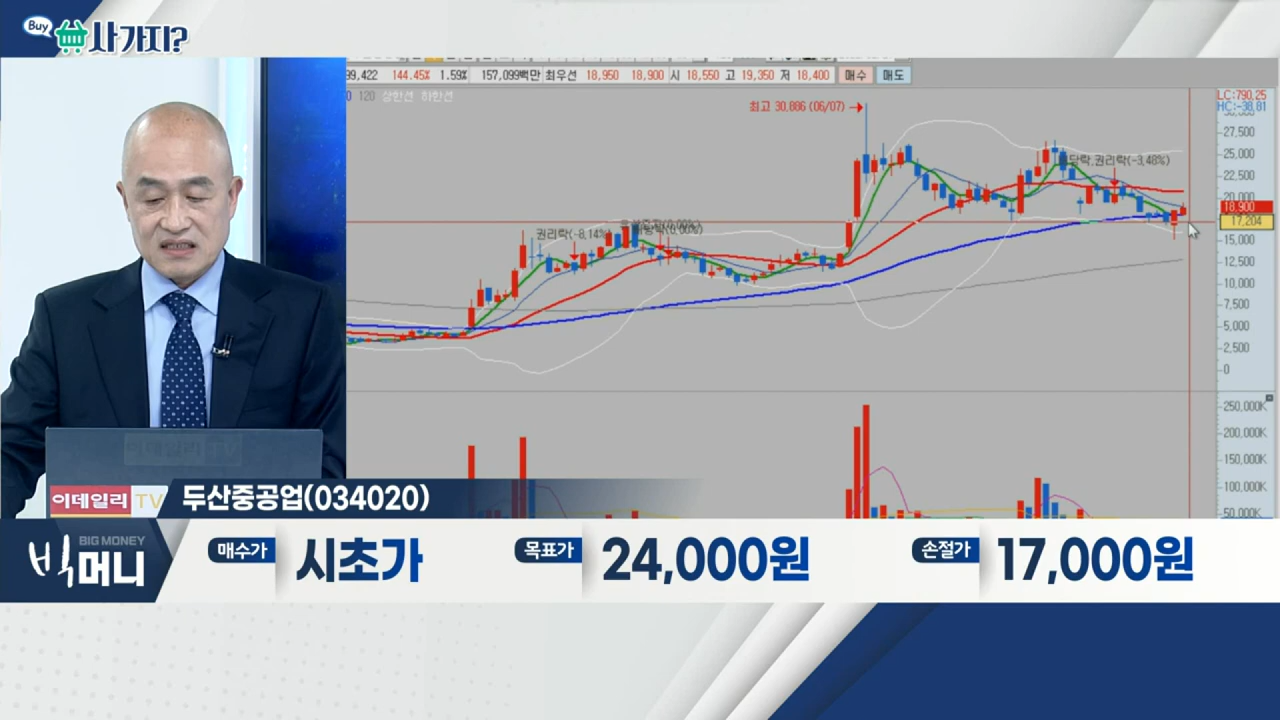 Buy
사 가지?
99,422 144.45% 1.59% 157,099백만 최우선 18,950 18,900 시 18,550 고 19,350 저 18,400 매수 매도
0 120 상한선 하한선
LC:790.25
HC:-38.81
최고 30,886 (06/07)
27,500
25,000
락,권리락(-3,48%)
22,500
20,000
18,900
17,204
권리락(-8,14%)
15,000
12,500
10,000
7,500
5,000
2,500
0
250,000K
200,000K
150,000K
100,000K
50,000K
이데일리 TV
두산중공업(034020)
BIG MONEY
빅머니
매수가 시초가 목표가 24,000원 손절가 17,000원